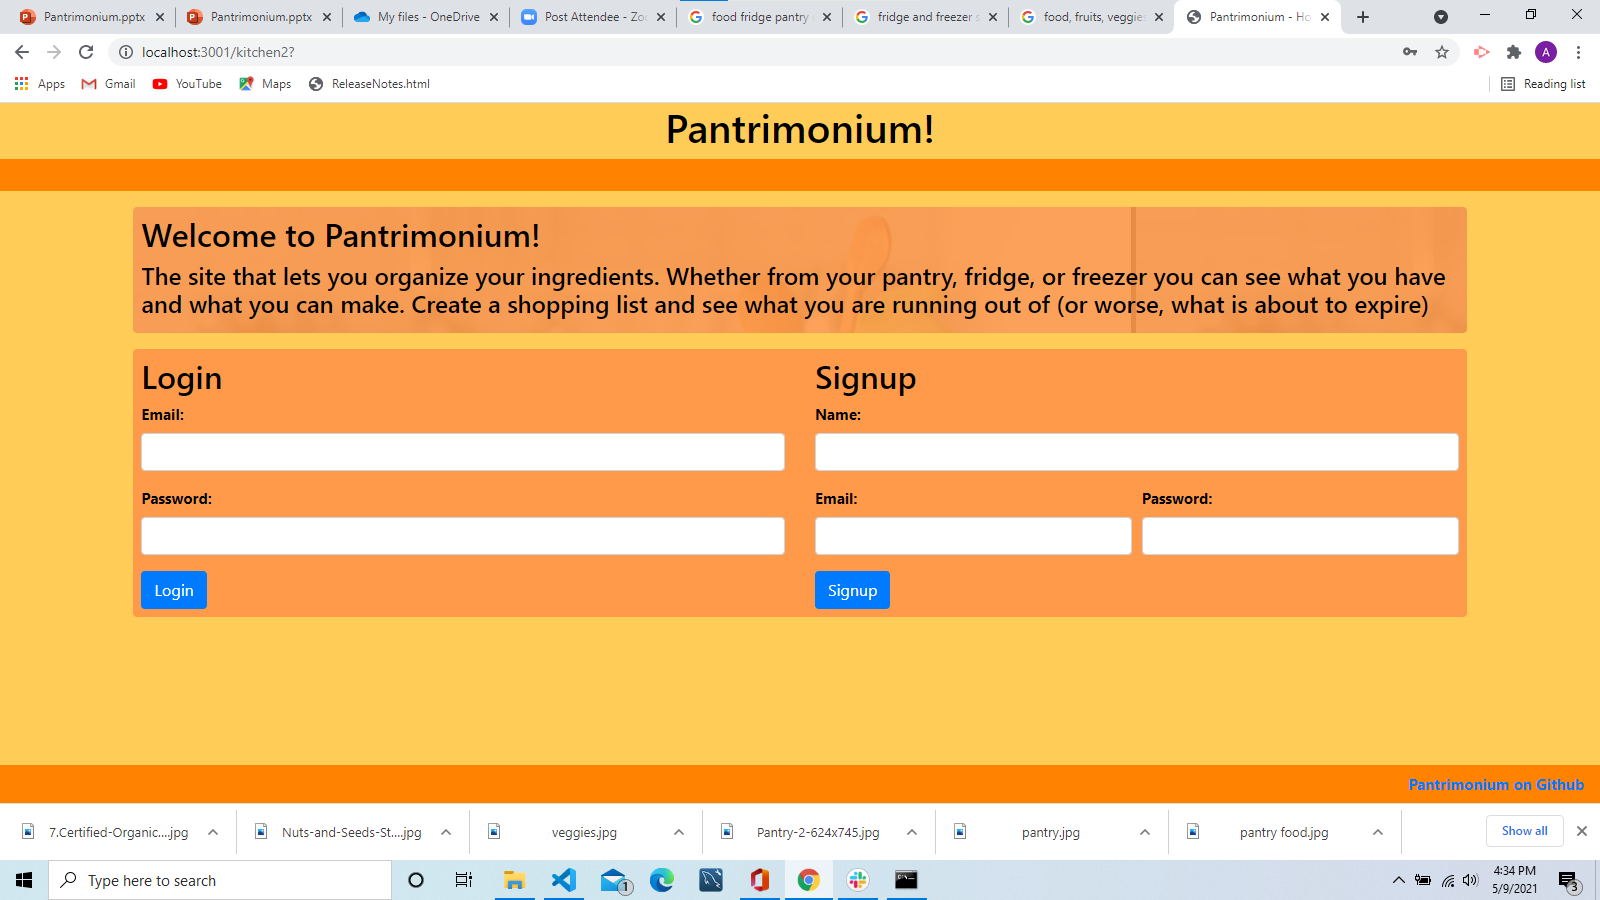 Pantrimonium.pptx
Pantrimonium.pptx
My files - OneDrive
Post Attendee - Zo
food fridge pantry
fridge and freezer s
food, fruits, veggies
Pantrimonium - Ho
localhost:3001/kitchen2?
A
Apps
Gmail
YouTube
Maps
ReleaseNotes.html
Reading list
Pantrimonium!
Welcome to Pantrimonium!
The site that lets you organize your ingredients. Whether from your pantry, fridge, or freezer you can see what you have
and what you can make. Create a shopping list and see what you are running out of (or worse, what is about to expire)
Login
Email:
Password:
Login
Signup
Name:
Email:
Password:
Signup
Pantrimonium on Github
7.Certified-Organic....jpg
Nuts-and-Seeds-St....jpg
veggies.jpg
Pantry-2-624x745.jpg
pantry.jpg
pantry food.jpg
Show all
Type here to search
1
4:34 PM
5/9/2021
3